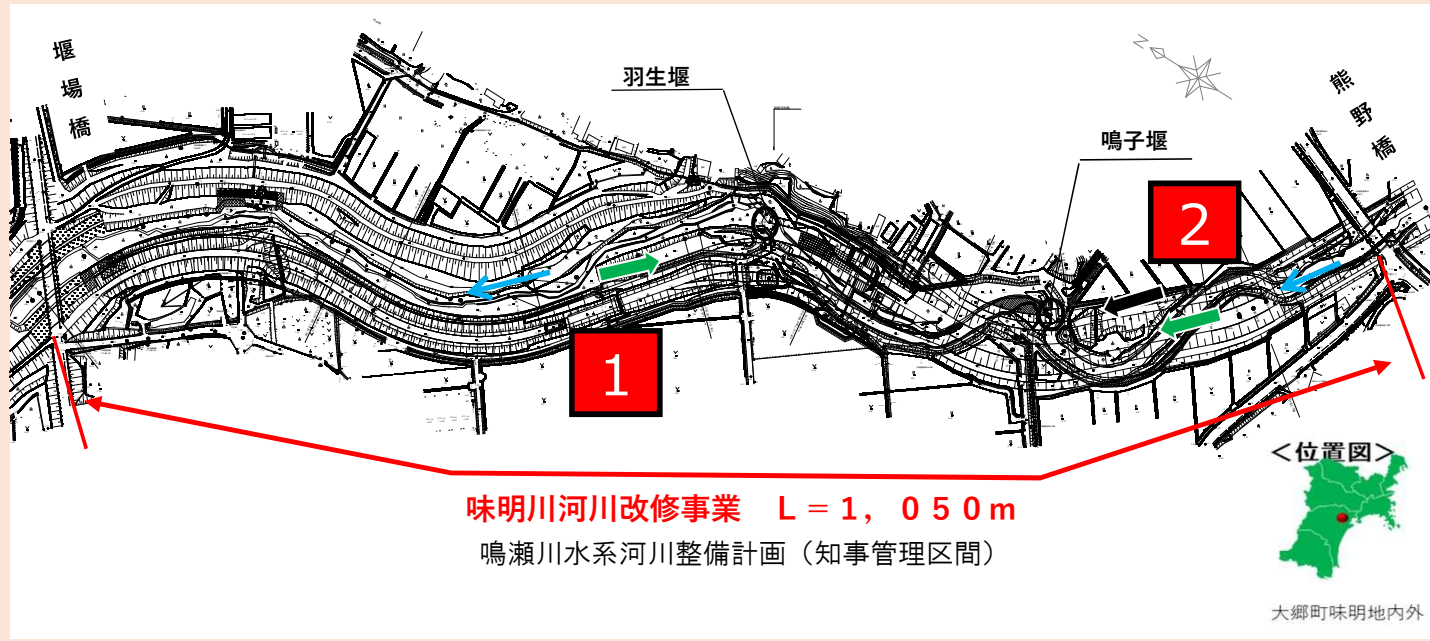 堰場橋
羽生堰
N
鳴子堰
熊野橋
2
1
＜位置図＞
味明川河川改修事業　Ｌ＝１，０５０ｍ
鳴瀬川水系河川整備計画（知事管理区間）
大郷町味明地内外